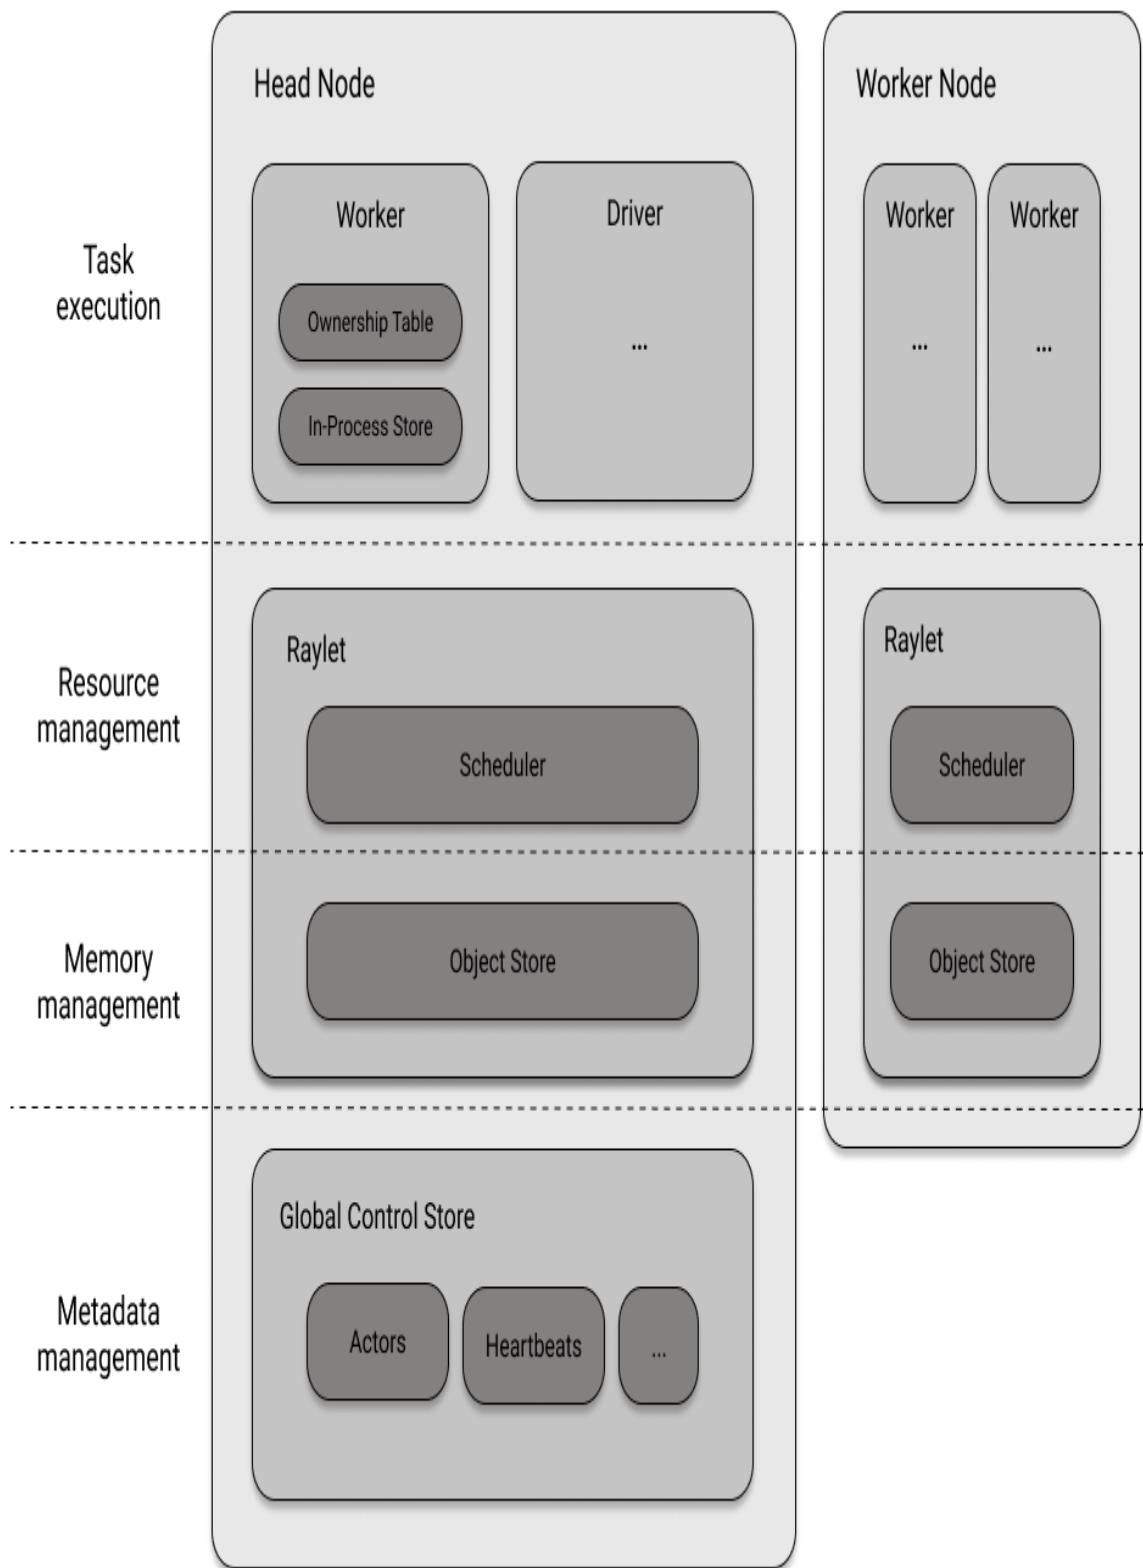 Head Node
Worker Node
Task
execution
Worker
Ownership Table
In-Process Store
Driver
...
Worker
...
Worker
...
Resource
management
Raylet
Scheduler
Raylet
Scheduler
Memory
management
Object Store
Object Store
Metadata
management
Global Control Store
Actors
Heartbeats
...